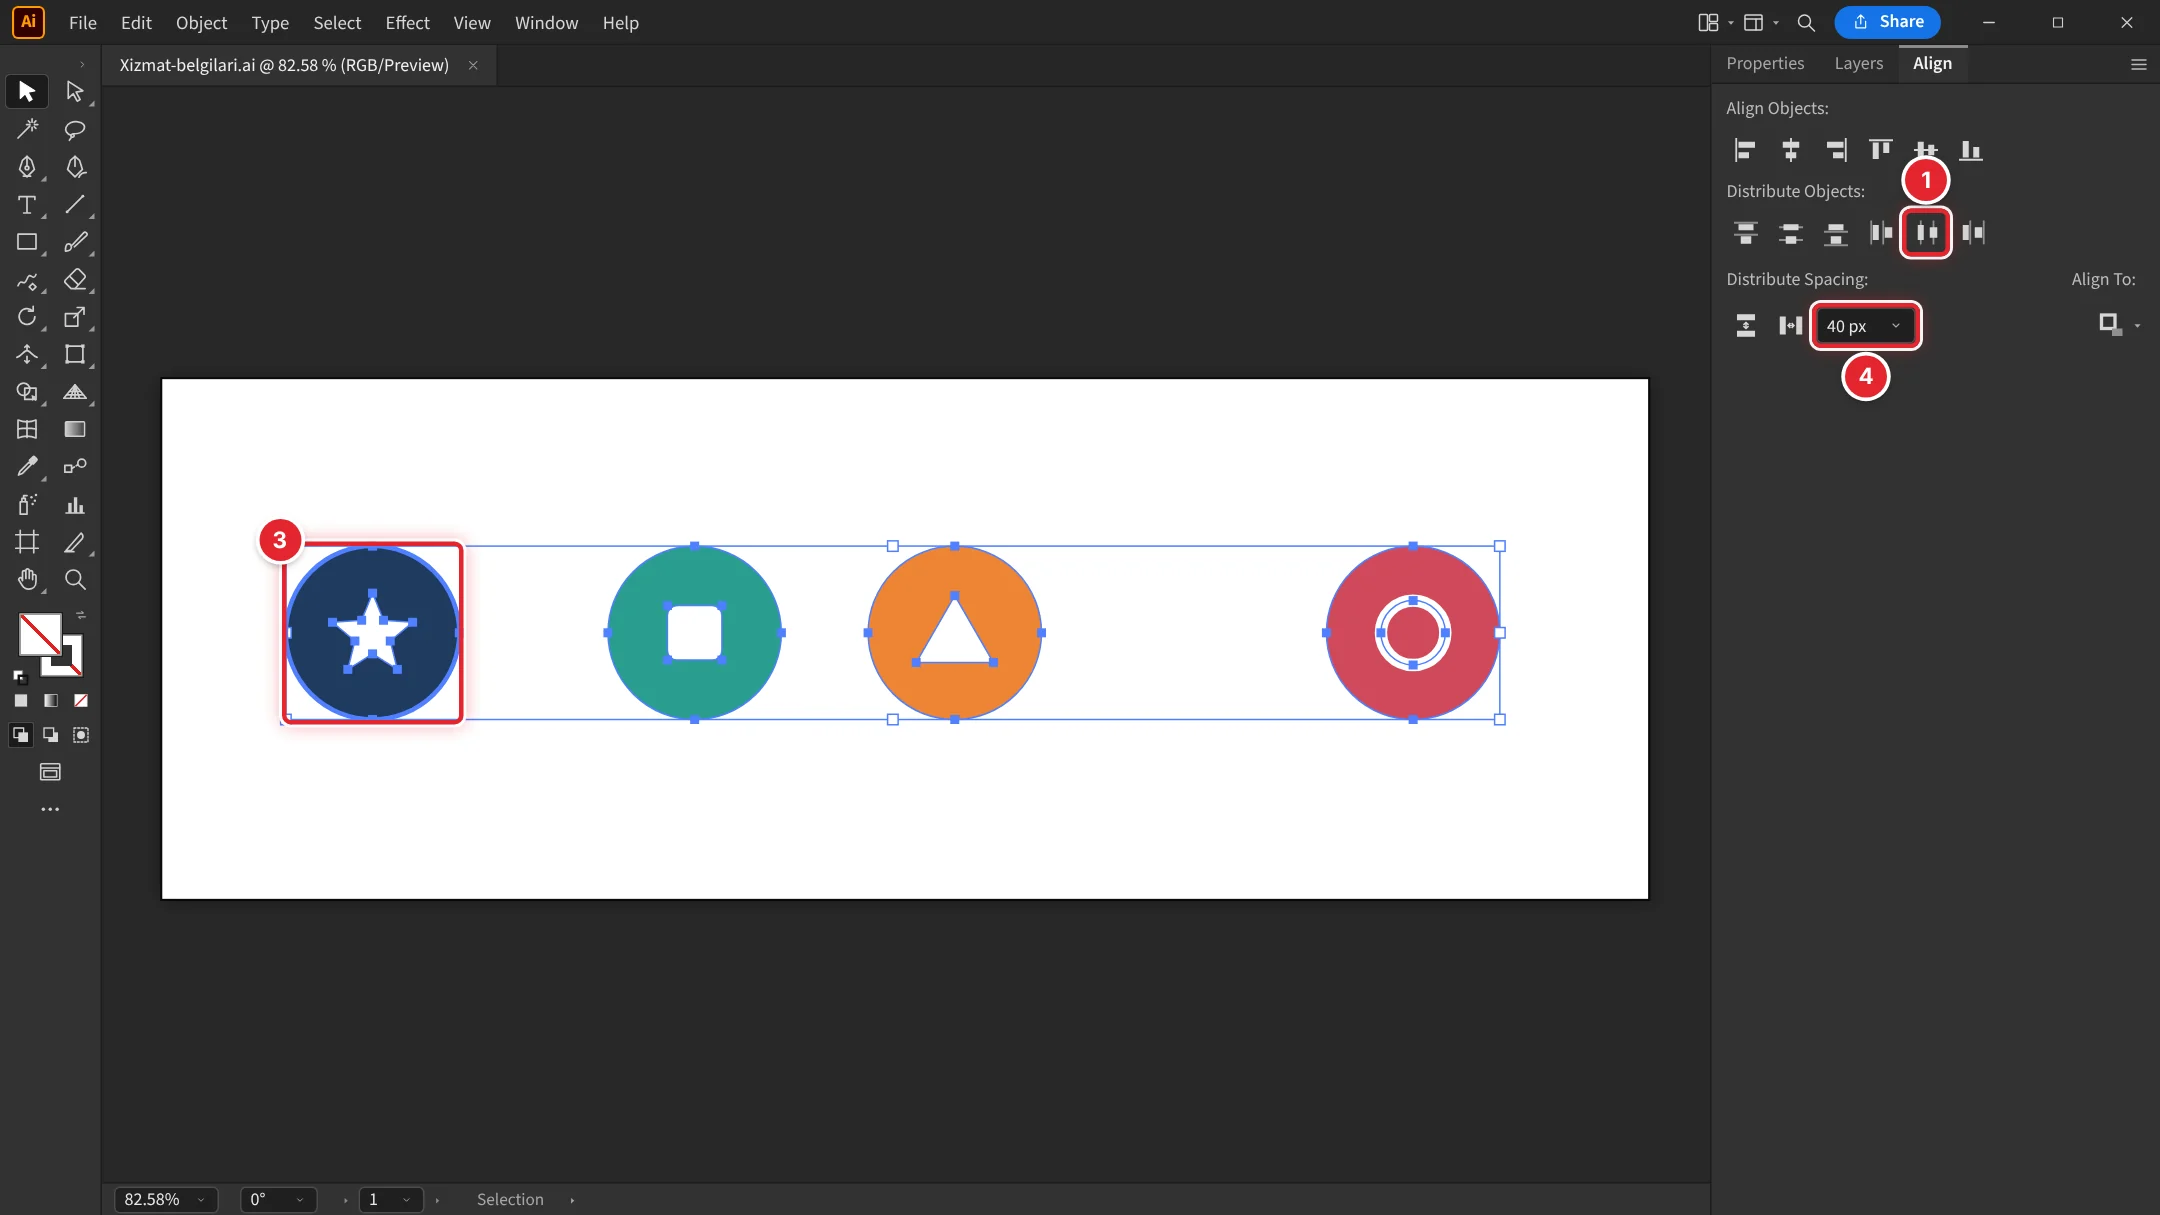 Ai File Edit Object Type Select Effect View Window Help Share
Xizmat-belgilari.ai @ 82.58 % (RGB/Preview)
Properties Layers Align
Align Objects:
1
Distribute Objects:
Distribute Spacing: Align To:
40 px
4
3
82.58% 0° 1 Selection